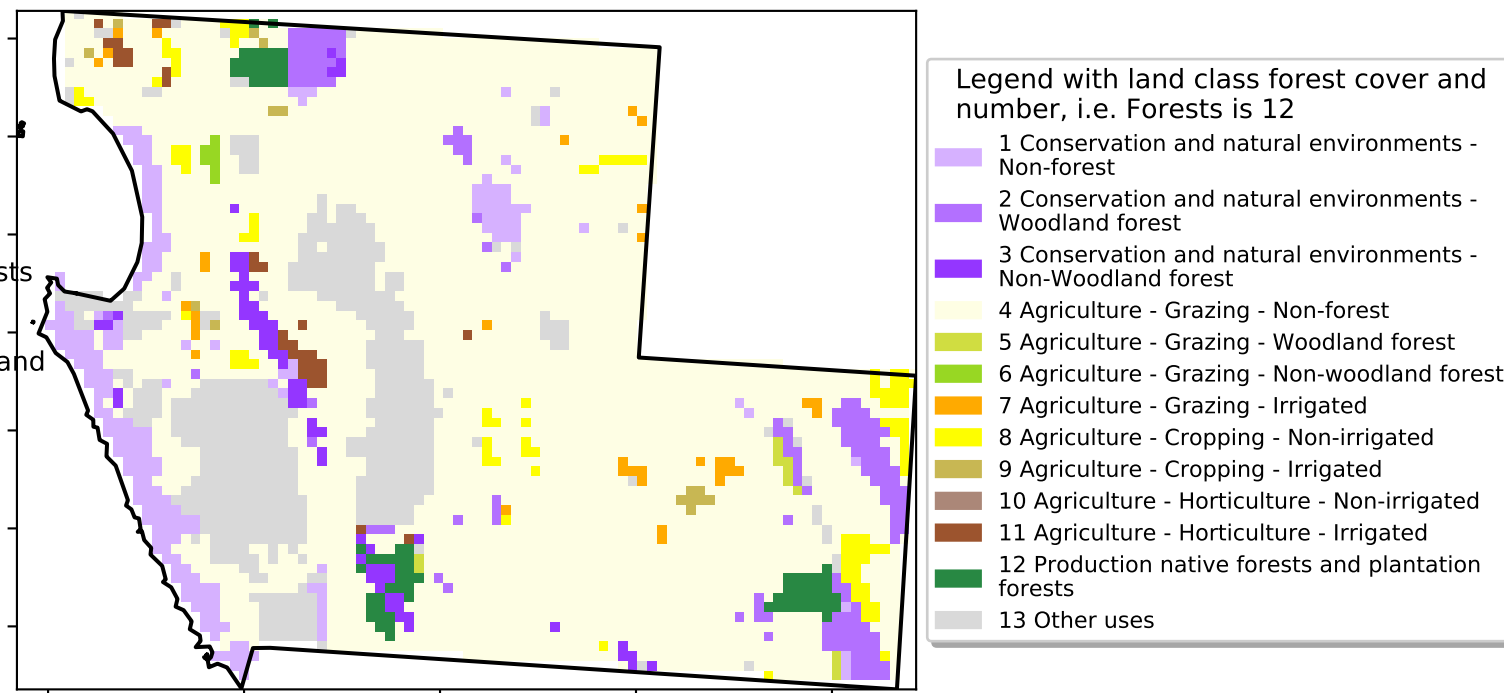 sts
and
Legend with land class forest cover and
number, i.e. Forests is 12
1 Conservation and natural environments -
Non-forest
2 Conservation and natural environments -
Woodland forest
3 Conservation and natural environments -
Non-Woodland forest
4 Agriculture - Grazing - Non-forest
5 Agriculture - Grazing - Woodland forest
6 Agriculture - Grazing - Non-woodland forest
7 Agriculture - Grazing - Irrigated
8 Agriculture - Cropping - Non-irrigated
9 Agriculture - Cropping - Irrigated
10 Agriculture - Horticulture - Non-irrigated
11 Agriculture - Horticulture - Irrigated
12 Production native forests and plantation
forests
13 Other uses